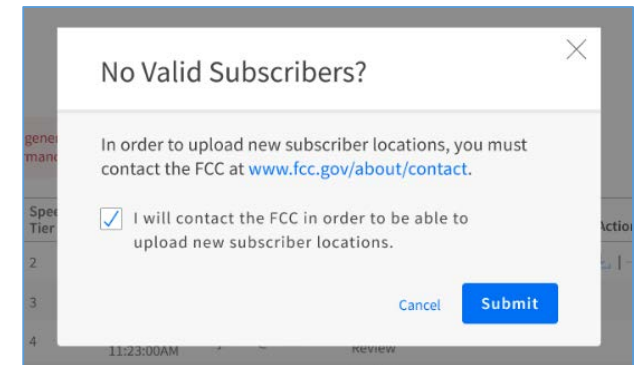 No Valid Subscribers?
In order to upload new subscriber locations, you must
contact the FCC at www.fcc.gov/about/contact.
I will contact the FCC in order to be able to
upload new subscriber locations.
Cancel Submit
Tier
2
3
4
11:23:00AM
Review